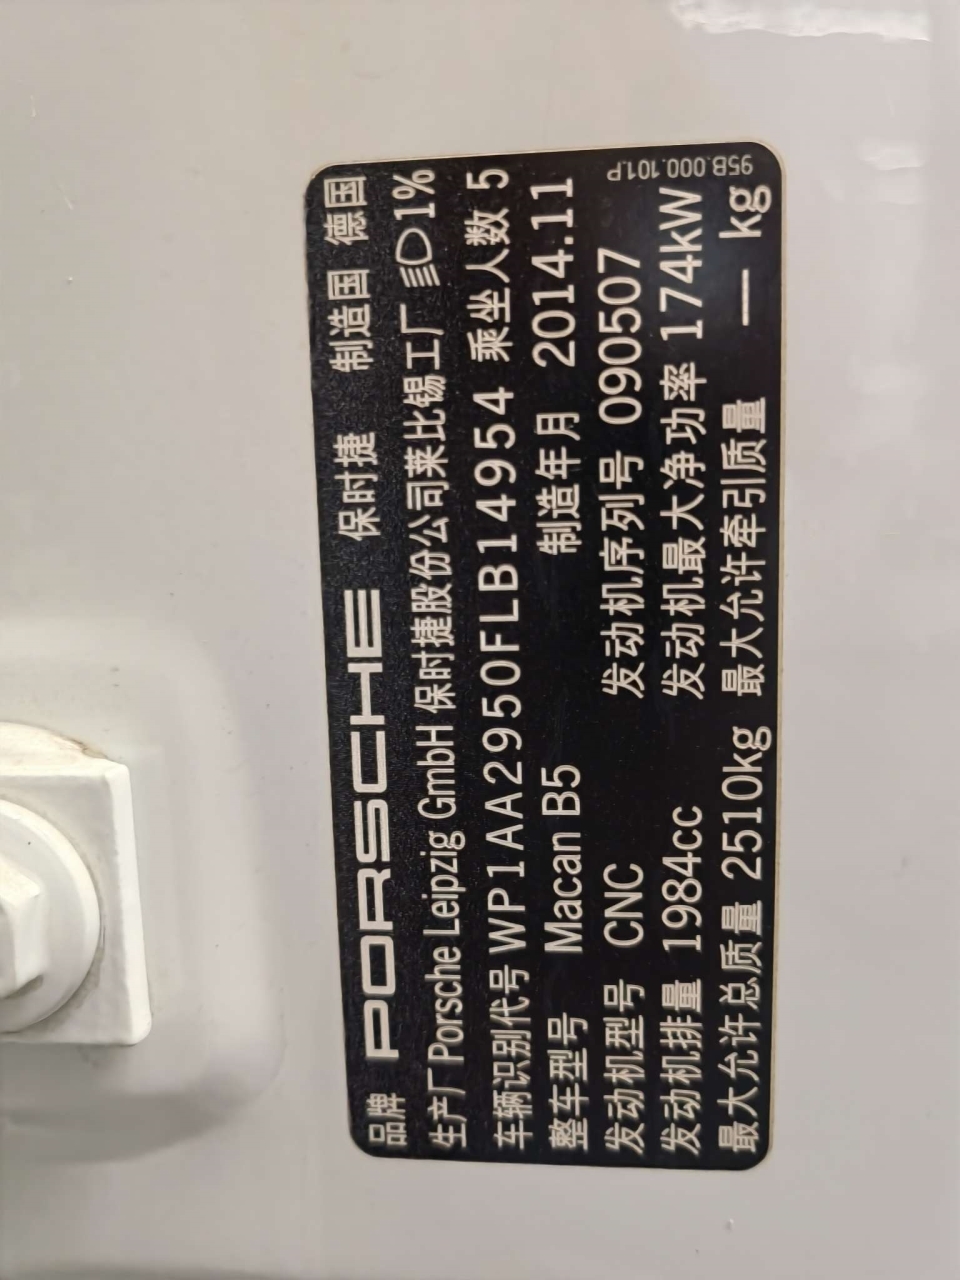 品牌 PORSCHE 保时捷 制造国 德国
生产厂 Porsche Leipzig GmbH 保时捷股份公司莱比锡工厂 1%
车辆识别代号 WP1AA2950FLB14954 乘坐人数 5
整车型号 Macan B5 制造年月 2014.11
发动机型号 CNC 发动机序列号 090507
发动机排量 1984cc 发动机最大净功率 174kW
最大允许总质量 2510kg 最大允许牵引质量 — kg
95B.000.101.P